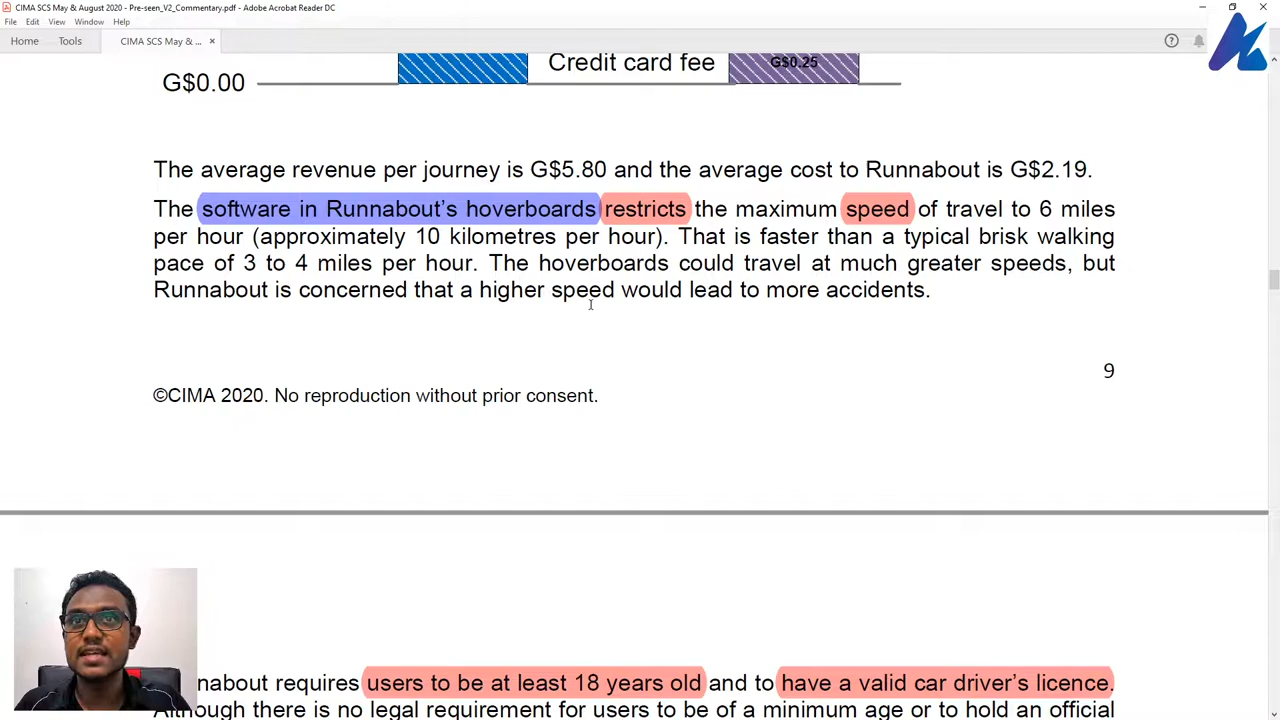 CIMA SCS May & August 2020 - Pre-seen_V2_Commentary.pdf - Adobe Acrobat Reader DC
File Edit View Window Help
Home Tools CIMA SCS May & ... ×
Credit card fee G$0.25
G$0.00
The average revenue per journey is G$5.80 and the average cost to Runnabout is G$2.19.
The software in Runnabout's hoverboards restricts the maximum speed of travel to 6 miles
per hour (approximately 10 kilometres per hour). That is faster than a typical brisk walking
pace of 3 to 4 miles per hour. The hoverboards could travel at much greater speeds, but
Runnabout is concerned that a higher speed would lead to more accidents.
9
©CIMA 2020. No reproduction without prior consent.
nabout requires users to be at least 18 years old and to have a valid car driver's licence.
Although there is no legal requirement for users to be of a minimum age or to hold an official